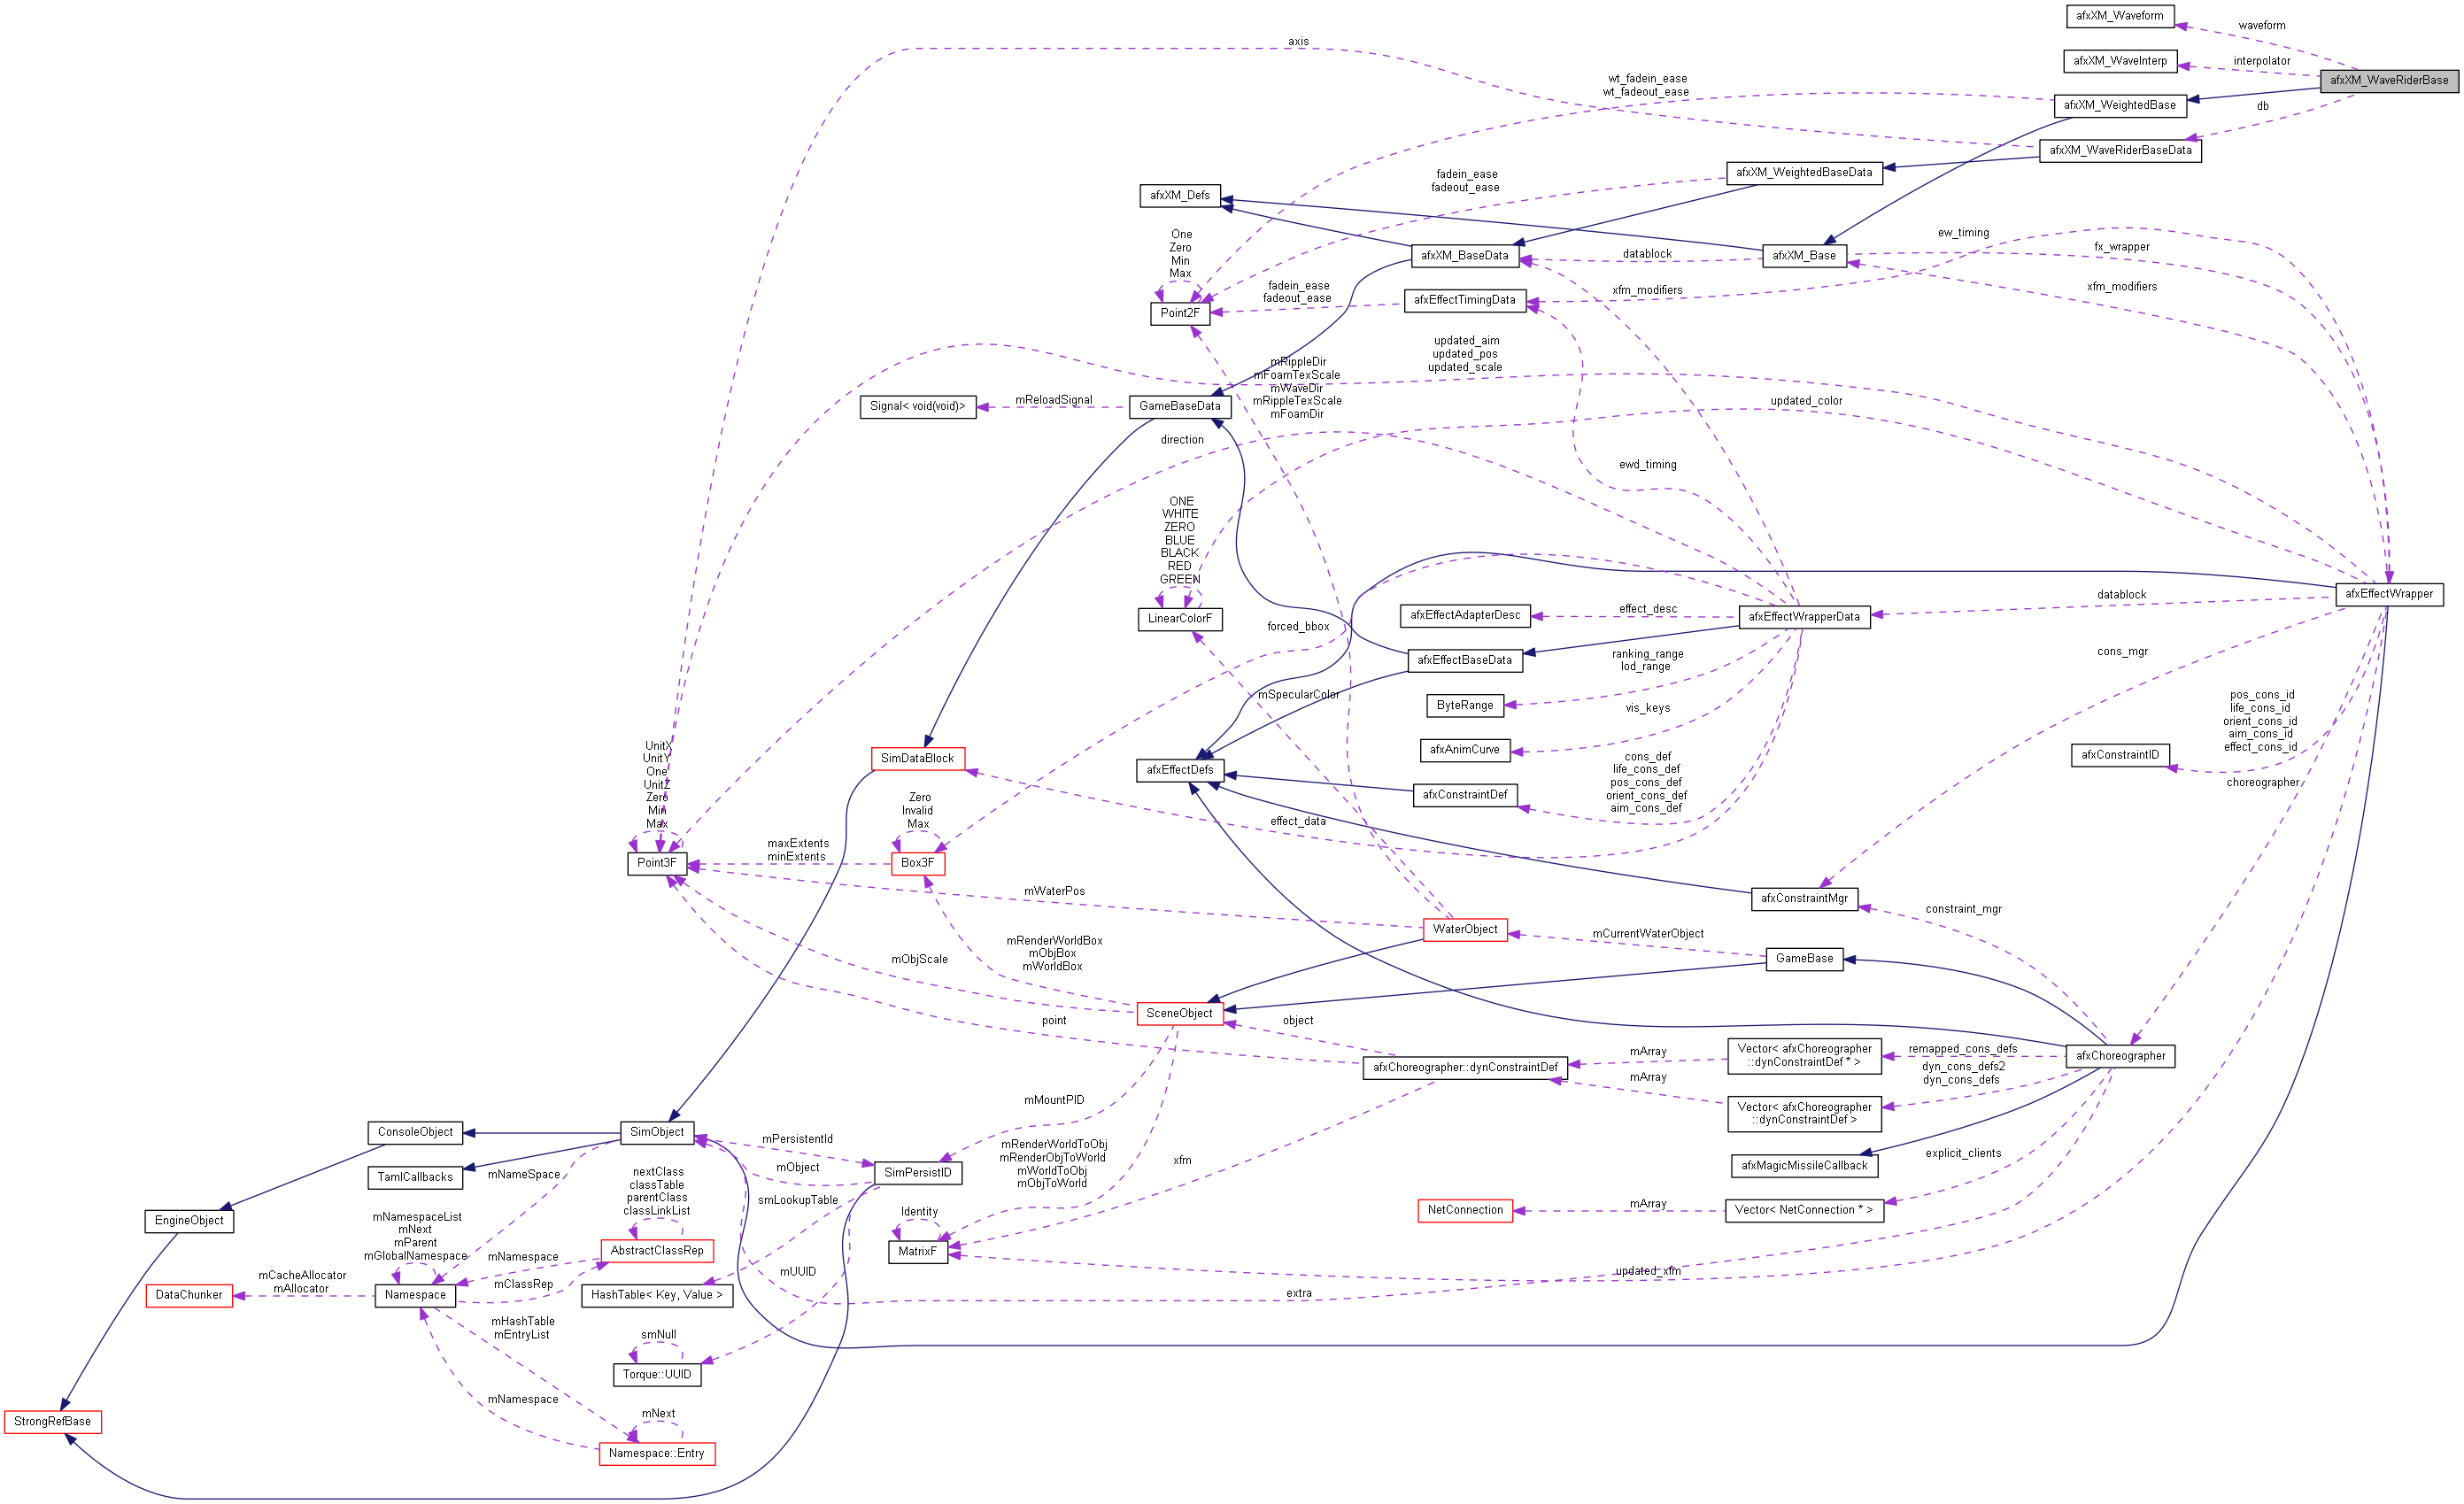 afxXM_Waveform
waveform
axis
afxXM_WaveInterp
interpolator
afxXM_WaveRiderBase
wt_fadein_ease
wt_fadeout_ease
afxXM_WeightedBase
db
afxXM_WaveRiderBaseData
afxXM_WeightedBaseData
fadein_ease
fadeout_ease
afxXM_Defs
One
Zero
Min
Max
ew_timing
fx_wrapper
afxXM_BaseData
datablock
afxXM_Base
fadein_ease
fadeout_ease
afxEffectTimingData
xfm_modifiers
xfm_modifiers
Point2F
updated_aim
updated_pos
updated_scale
mRippleDir
mFoamTexScale
mWaveDir
mRippleTexScale
mFoamDir
Signal< void(void)>
mReloadSignal
GameBaseData
updated_color
direction
ewd_timing
ONE
WHITE
ZERO
BLUE
BLACK
RED
GREEN
LinearColorF
afxEffectAdapterDesc
effect_desc
afxEffectWrapperData
datablock
afxEffectWrapper
forced_bbox
afxEffectBaseData
ranking_range
lod_range
cons_mgr
mSpecularColor
ByteRange
vis_keys
pos_cons_id
life_cons_id
orient_cons_id
aim_cons_id
effect_cons_id
afxAnimCurve
afxConstraintID
UnitX
UnitY
One
UnitZ
Zero
Min
Max
SimDataBlock
afxEffectDefs
cons_def
life_cons_def
pos_cons_def
orient_cons_def
aim_cons_def
choreographer
Zero
Invalid
Max
afxConstraintDef
effect_data
maxExtents
minExtents
Point3F
Box3F
mWaterPos
afxConstraintMgr
constraint_mgr
WaterObject
mCurrentWaterObject
GameBase
mRenderWorldBox
mObjBox
mWorldBox
mObjScale
SceneObject
point
object
afxChoreographer::dynConstraintDef
mArray
Vector< afxChoreographer
::dynConstraintDef * >
remapped_cons_defs
afxChoreographer
dyn_cons_defs2
dyn_cons_defs
mArray
Vector< afxChoreographer
::dynConstraintDef >
mMountPID
ConsoleObject
SimObject
mPersistentId
mRenderWorldToObj
mRenderObjToWorld
mWorldToObj
mObjToWorld
xfm
explicit_clients
afxMagicMissileCallback
TamlCallbacks
mNameSpace
mObject
SimPersistID
nextClass
classTable
parentClass
classLinkList
smLookupTable
EngineObject
mNamespaceList
mNext
mParent
mGlobalNamespace
Identity
NetConnection
mArray
Vector< NetConnection * >
mNamespace
AbstractClassRep
MatrixF
mClassRep
mUUID
updated_xfm
mCacheAllocator
mAllocator
DataChunker
Namespace
HashTable< Key, Value >
extra
mHashTable
mEntryList
smNull
Torque::UUID
mNamespace
StrongRefBase
mNext
Namespace::Entry